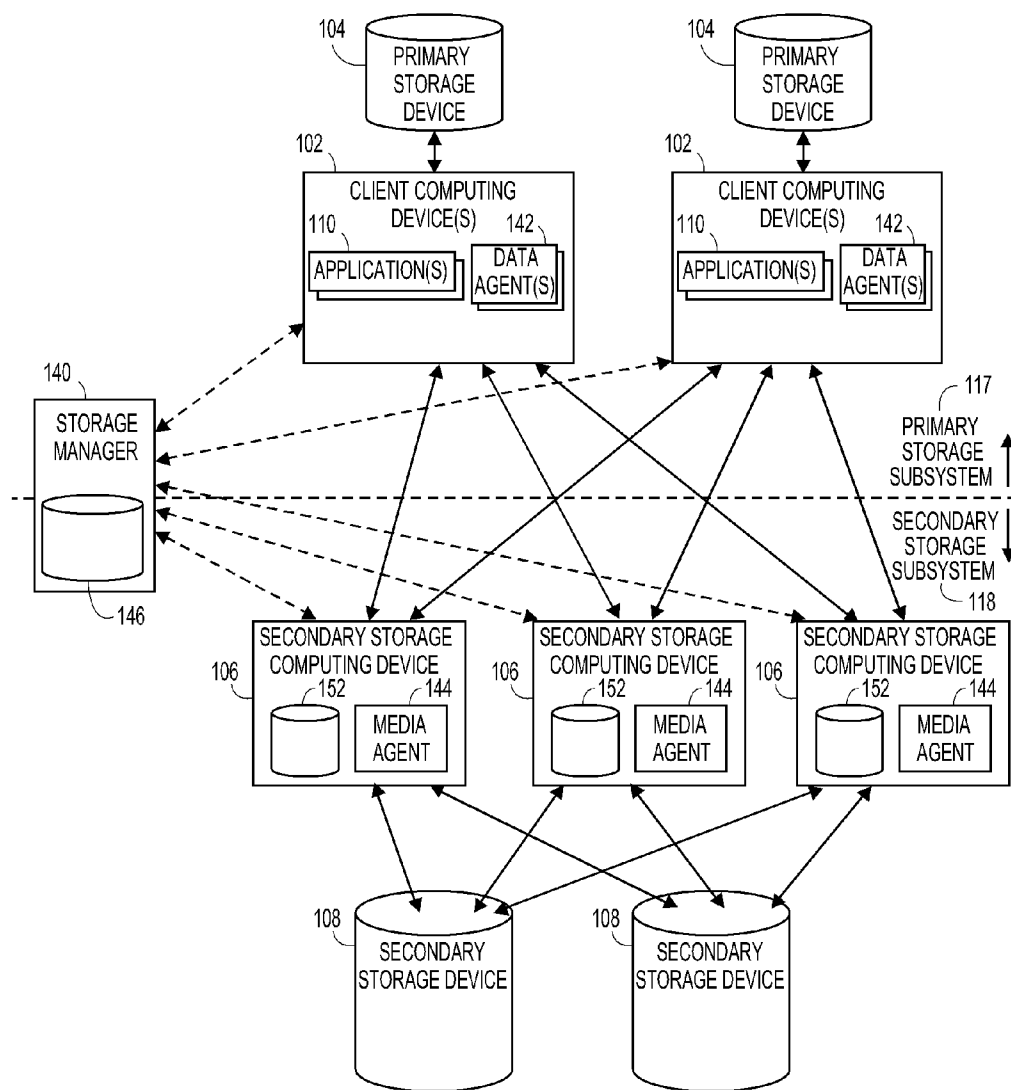 104
PRIMARY
STORAGE
DEVICE
104
PRIMARY
STORAGE
DEVICE
102
CLIENT COMPUTING
DEVICE(S)
110
142
APPLICATION(S)
DATA
AGENT(S)
102
CLIENT COMPUTING
DEVICE(S)
110
142
APPLICATION(S)
DATA
AGENT(S)
140
STORAGE
MANAGER
146
117
PRIMARY
STORAGE
SUBSYSTEM
SECONDARY
STORAGE
SUBSYSTEM
118
SECONDARY STORAGE
COMPUTING DEVICE
106
152
144
MEDIA
AGENT
SECONDARY STORAGE
COMPUTING DEVICE
106
152
144
MEDIA
AGENT
SECONDARY STORAGE
COMPUTING DEVICE
106
152
144
MEDIA
AGENT
108
SECONDARY
STORAGE DEVICE
108
SECONDARY
STORAGE DEVICE